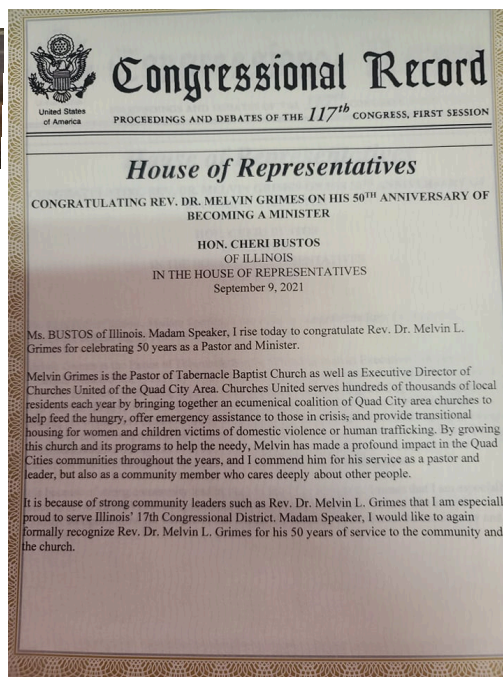 Congressional Record
United States
of America
PROCEEDINGS AND DEBATES OF THE 117th CONGRESS, FIRST SESSION
House of Representatives
CONGRATULATING REV. DR. MELVIN GRIMES ON HIS 50TH ANNIVERSARY OF
BECOMING A MINISTER
HON. CHERI BUSTOS
OF ILLINOIS
IN THE HOUSE OF REPRESENTATIVES
September 9, 2021
Ms. BUSTOS of Illinois. Madam Speaker, I rise today to congratulate Rev. Dr. Melvin L.
Grimes for celebrating 50 years as a Pastor and Minister.
Melvin Grimes is the Pastor of Tabernacle Baptist Church as well as Executive Director of
Churches United of the Quad City Area. Churches United serves hundreds of thousands of local
residents each year by bringing together an ecumenical coalition of Quad City area churches to
help feed the hungry, offer emergency assistance to those in crisis, and provide transitional
housing for women and children victims of domestic violence or human trafficking. By growing
this church and its programs to help the needy, Melvin has made a profound impact in the Quad
Cities communities throughout the years, and I commend him for his service as a pastor and
leader, but also as a community member who cares deeply about other people.
It is because of strong community leaders such as Rev. Dr. Melvin L. Grimes that I am especially
proud to serve Illinois' 17th Congressional District. Madam Speaker, I would like to again
formally recognize Rev. Dr. Melvin L. Grimes for his 50 years of service to the community and
the church.